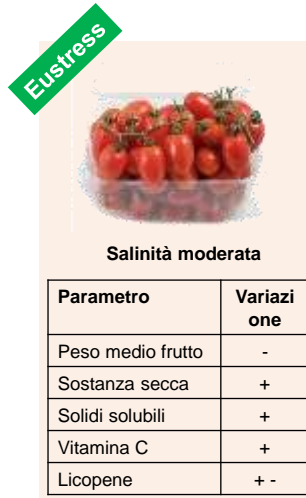 Eustress
Salinità moderata
Parametro Variazi
one
Peso medio frutto -
Sostanza secca +
Solidi solubili +
Vitamina C +
Licopene + -